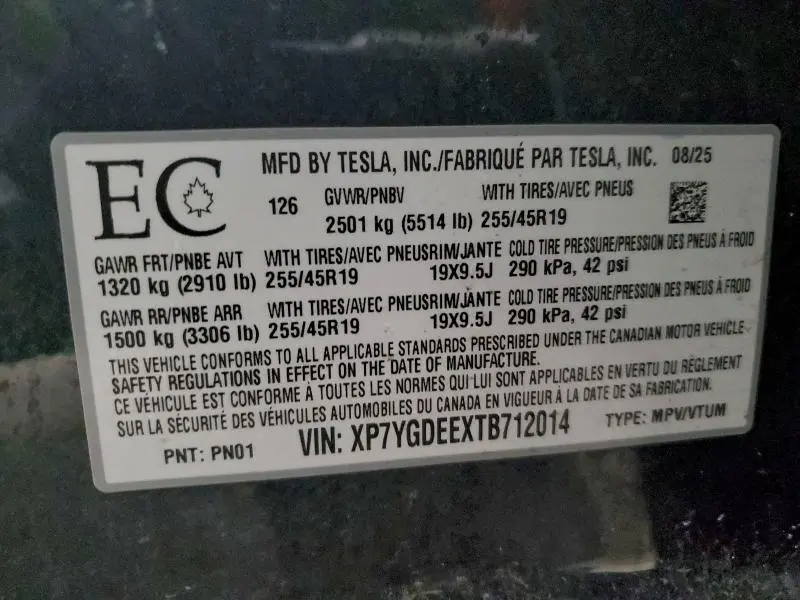 EC
MFD BY TESLA, INC./FABRIQUÉ PAR TESLA, INC. 08/25
126 GVWR/PNBV WITH TIRES/AVEC PNEUS
2501 kg (5514 lb) 255/45R19
GAWR FRT/PNBE AVT WITH TIRES/AVEC PNEUS RIM/JANTE COLD TIRE PRESSURE/PRESSION DES PNEUS À FROID
1320 kg (2910 lb) 255/45R19 19X9.5J 290 kPa, 42 psi
GAWR RR/PNBE ARR WITH TIRES/AVEC PNEUS RIM/JANTE COLD TIRE PRESSURE/PRESSION DES PNEUS À FROID
1500 kg (3306 lb) 255/45R19 19X9.5J 290 kPa, 42 psi
THIS VEHICLE CONFORMS TO ALL APPLICABLE STANDARDS PRESCRIBED UNDER THE CANADIAN MOTOR VEHICLE
SAFETY REGULATIONS IN EFFECT ON THE DATE OF MANUFACTURE.
CE VÉHICULE EST CONFORME À TOUTES LES NORMES QUI LUI SONT APPLICABLES EN VERTU DU RÈGLEMENT
SUR LA SÉCURITÉ DES VÉHICULES AUTOMOBILES DU CANADA EN VIGUEUR À LA DATE DE SA FABRICATION.
PNT: PN01 VIN: XP7YGDEEXTB712014 TYPE: MPV/VTUM